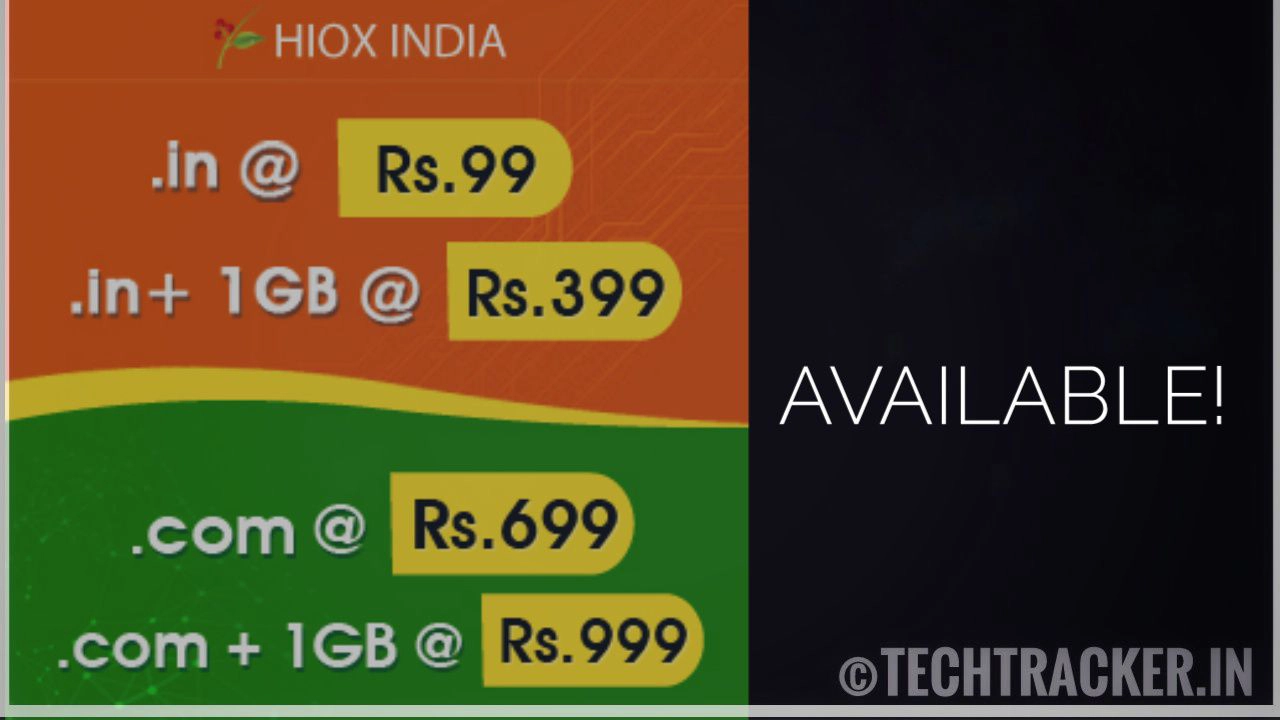 HIOX INDIA
.in @ Rs.99
.in+ 1GB @ Rs.399
.com @ Rs.699
.com + 1GB @ Rs.999
AVAILABLE!
©TECHTRACKER.IN